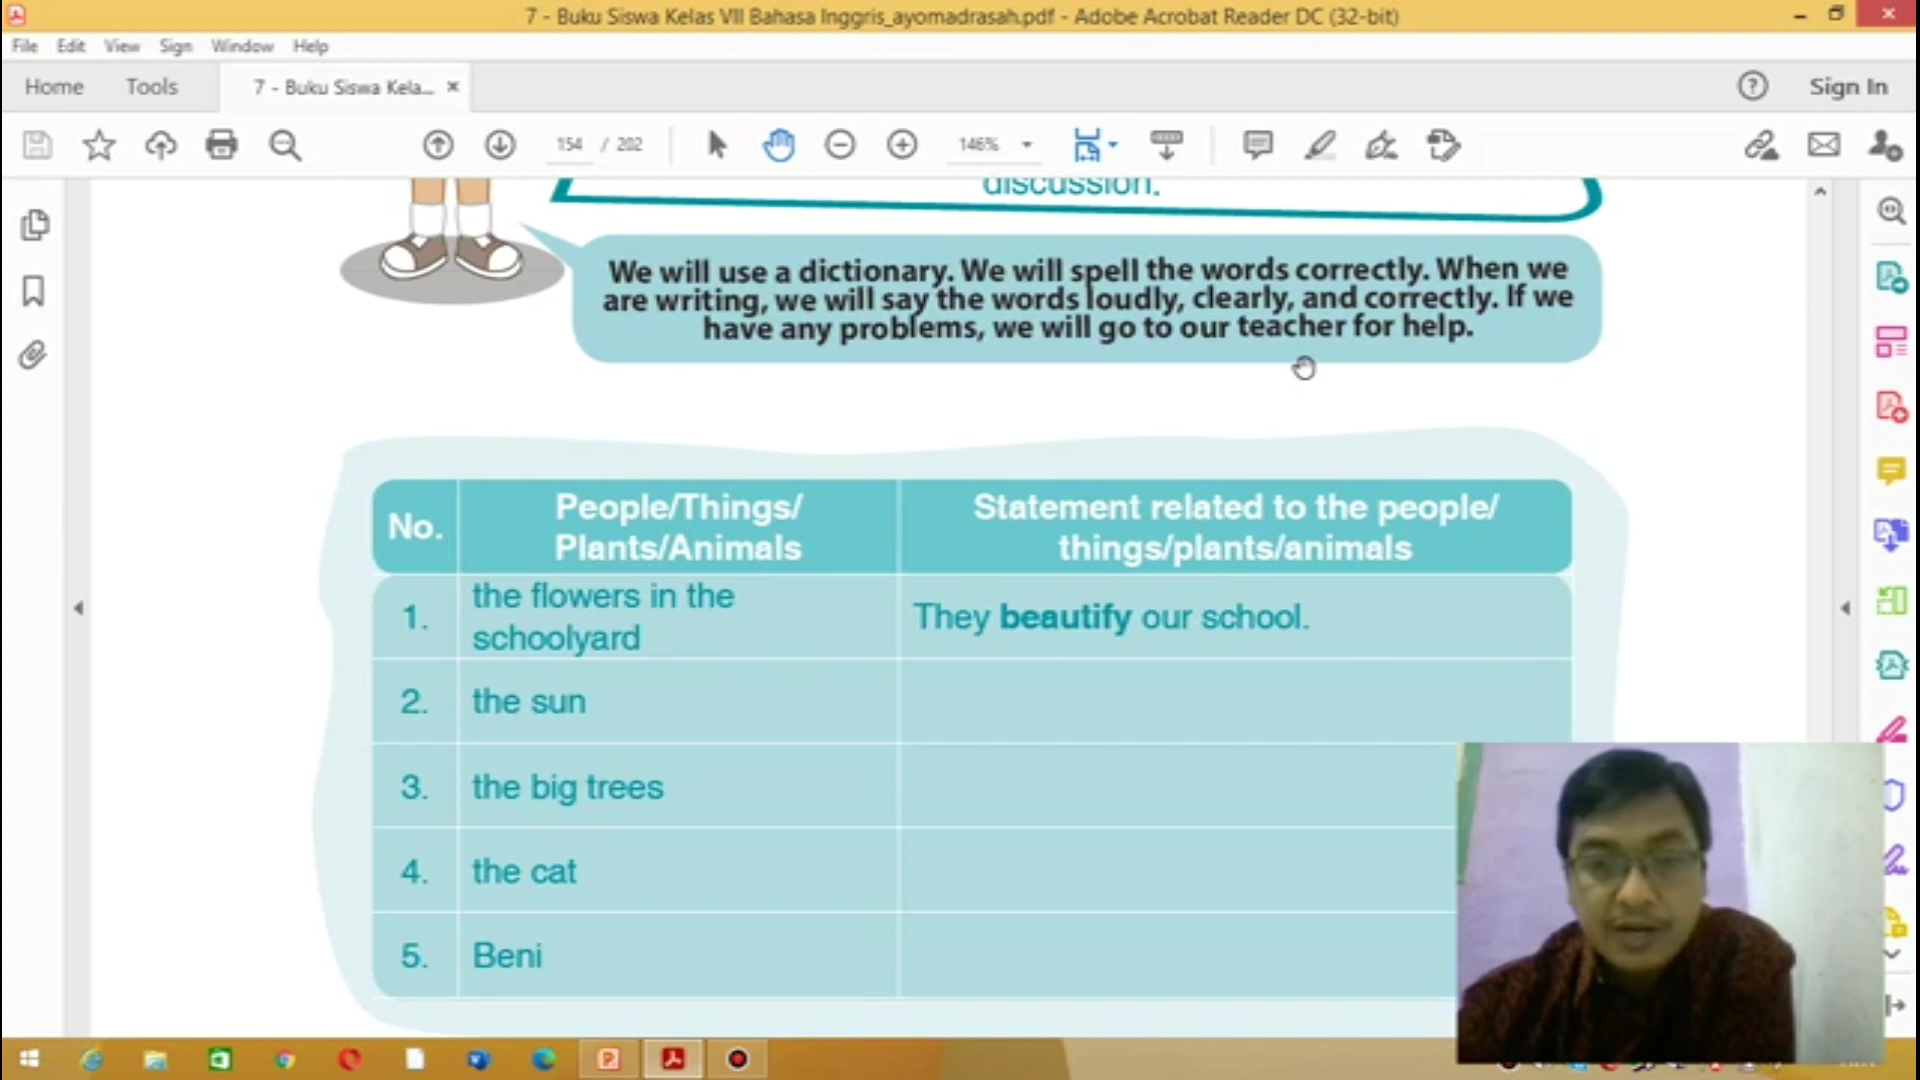 7 - Buku Siswa Kelas VII Bahasa Inggris_ayomadrasah.pdf - Adobe Acrobat Reader DC (32-bit)
File Edit View Sign Window Help
Home Tools 7 - Buku Siswa Kela... × Sign In
154 / 202 146%
discussion.
We will use a dictionary. We will spell the words correctly. When we
are writing, we will say the words loudly, clearly, and correctly. If we
have any problems, we will go to our teacher for help.
No. People/Things/ Statement related to the people/
Plants/Animals things/plants/animals
1. the flowers in the They beautify our school.
schoolyard
2. the sun
3. the big trees
4. the cat
5. Beni